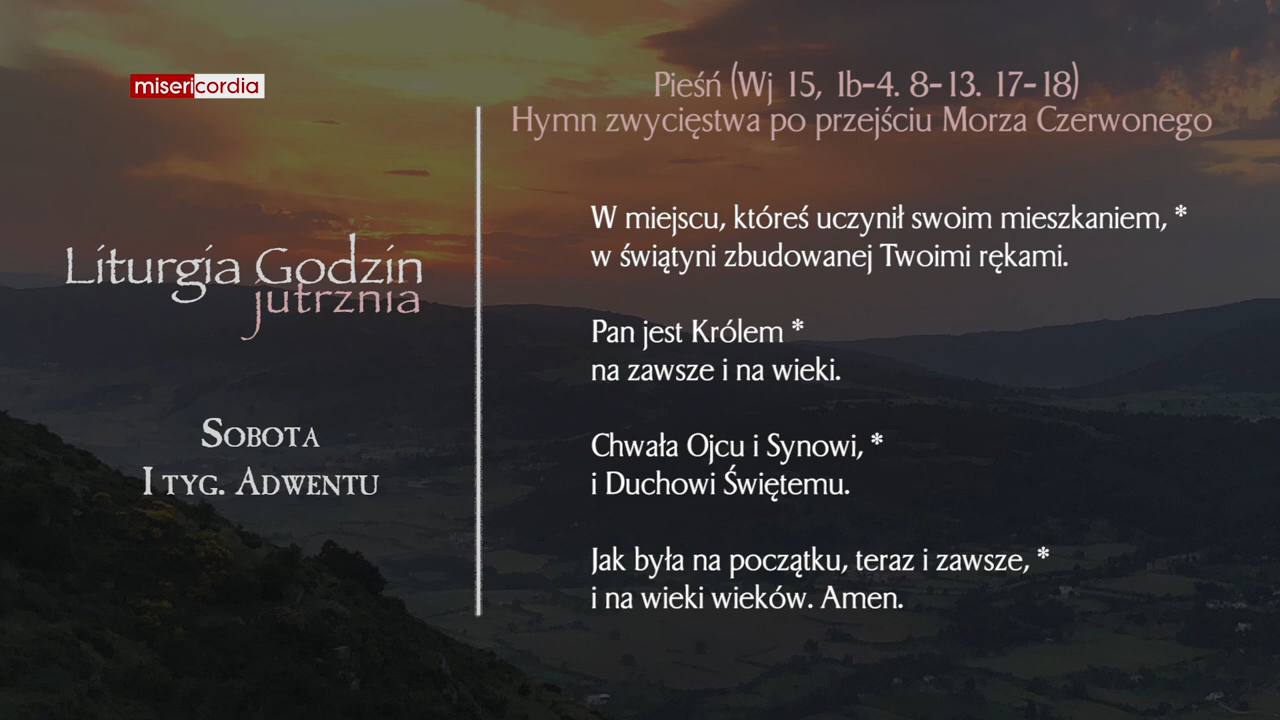 misericordia
Pieśń (Wj 15, 1b-4. 8-13. 17-18)
Hymn zwycięstwa po przejściu Morza Czerwonego
Liturgia Godzin
jutrznia
Sobota
I tyg. Adwentu
W miejscu, któreś uczynił swoim mieszkaniem, *
w świątyni zbudowanej Twoimi rękami.
Pan jest Królem *
na zawsze i na wieki.
Chwała Ojcu i Synowi, *
i Duchowi Świętemu.
Jak była na początku, teraz i zawsze, *
i na wieki wieków. Amen.